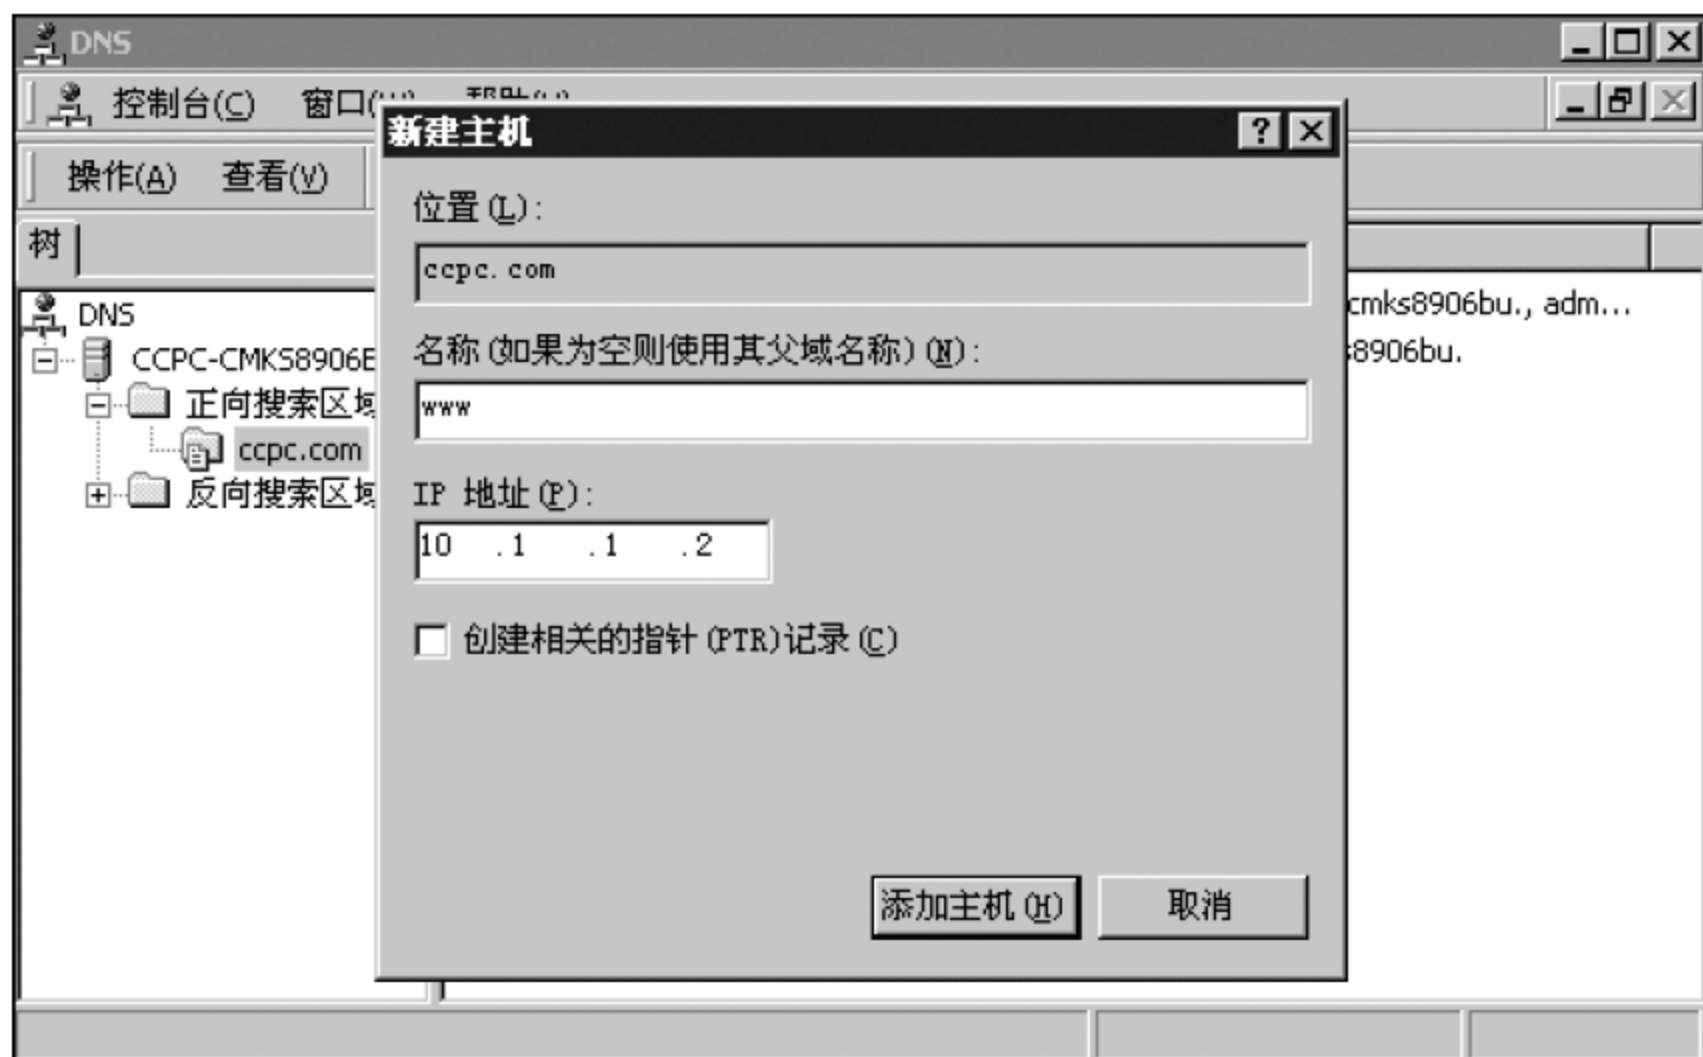 DNS
控制台(C) 窗口
新建主机
操作(A) 查看(V)
位置(L):
树
ccpc.com
cmks8906bu., adm...
DNS
名称(如果为空则使用其父域名称)(N):
8906bu.
CCPC-CMKS8906
正向搜索区域
www
ccpc.com
反向搜索区域
IP 地址(P):
10 .1 .1 .2
创建相关的指针(PTR)记录(C)
添加主机(H) 取消